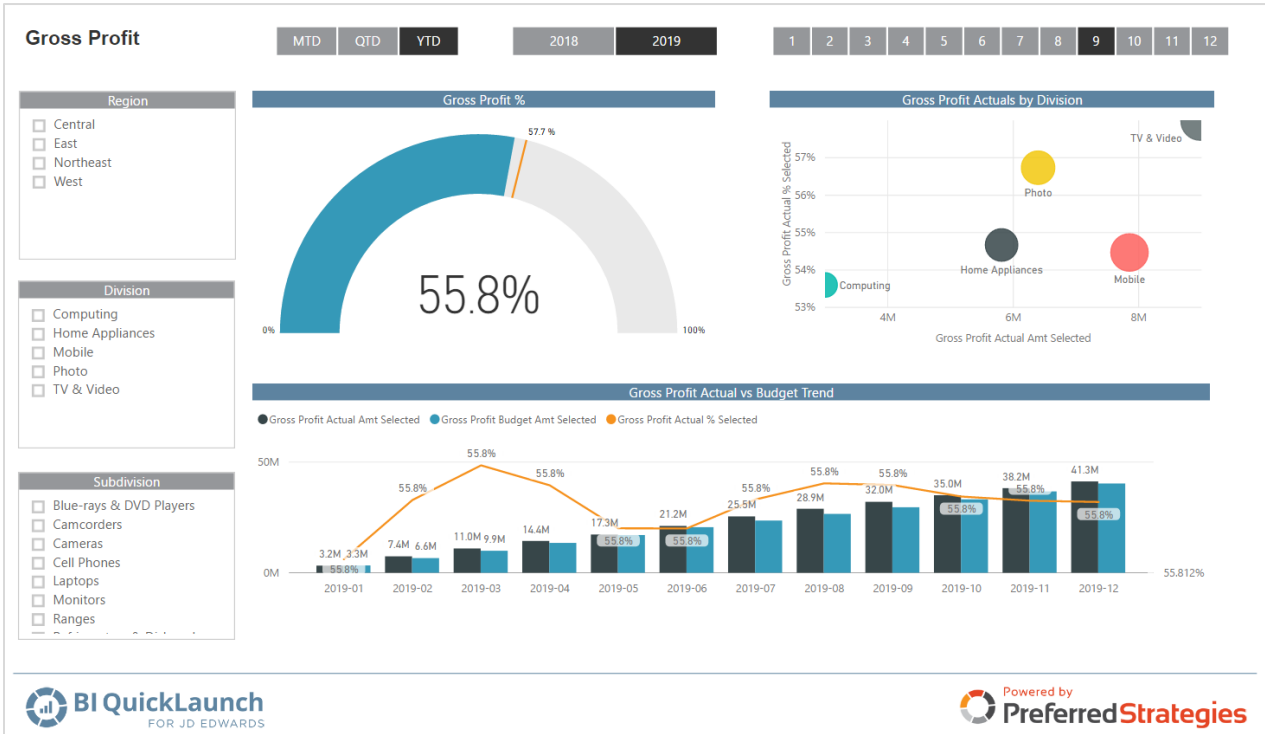 Gross Profit
MTD QTD YTD
2018 2019
1 2 3 4 5 6 7 8 9 10 11 12
Region
Central
East
Northeast
West
Division
Computing
Home Appliances
Mobile
Photo
TV & Video
Subdivision
Blue-rays & DVD Players
Camcorders
Cameras
Cell Phones
Laptops
Monitors
Ranges
Gross Profit %
57.7 %
55.8%
0%
100%
Gross Profit Actuals by Division
Gross Profit Actual % Selected
57%
56%
55%
54%
53%
TV & Video
Photo
Home Appliances
Mobile
Computing
4M 6M 8M
Gross Profit Actual Amt Selected
Gross Profit Actual vs Budget Trend
Gross Profit Actual Amt Selected Gross Profit Budget Amt Selected Gross Profit Actual % Selected
50M
0M
55.8% 55.8% 55.8% 55.8% 55.8% 55.8% 55.8% 55.8% 55.8% 55.8% 55.8% 55.8%
3.2M 3.3M 7.4M 6.6M 11.0M 9.9M 14.4M 17.3M 21.2M 25.5M 28.9M 32.0M 35.0M 38.2M 41.3M
55.812%
2019-01 2019-02 2019-03 2019-04 2019-05 2019-06 2019-07 2019-08 2019-09 2019-10 2019-11 2019-12
BI QuickLaunch
FOR JD EDWARDS
Powered by
PreferredStrategies